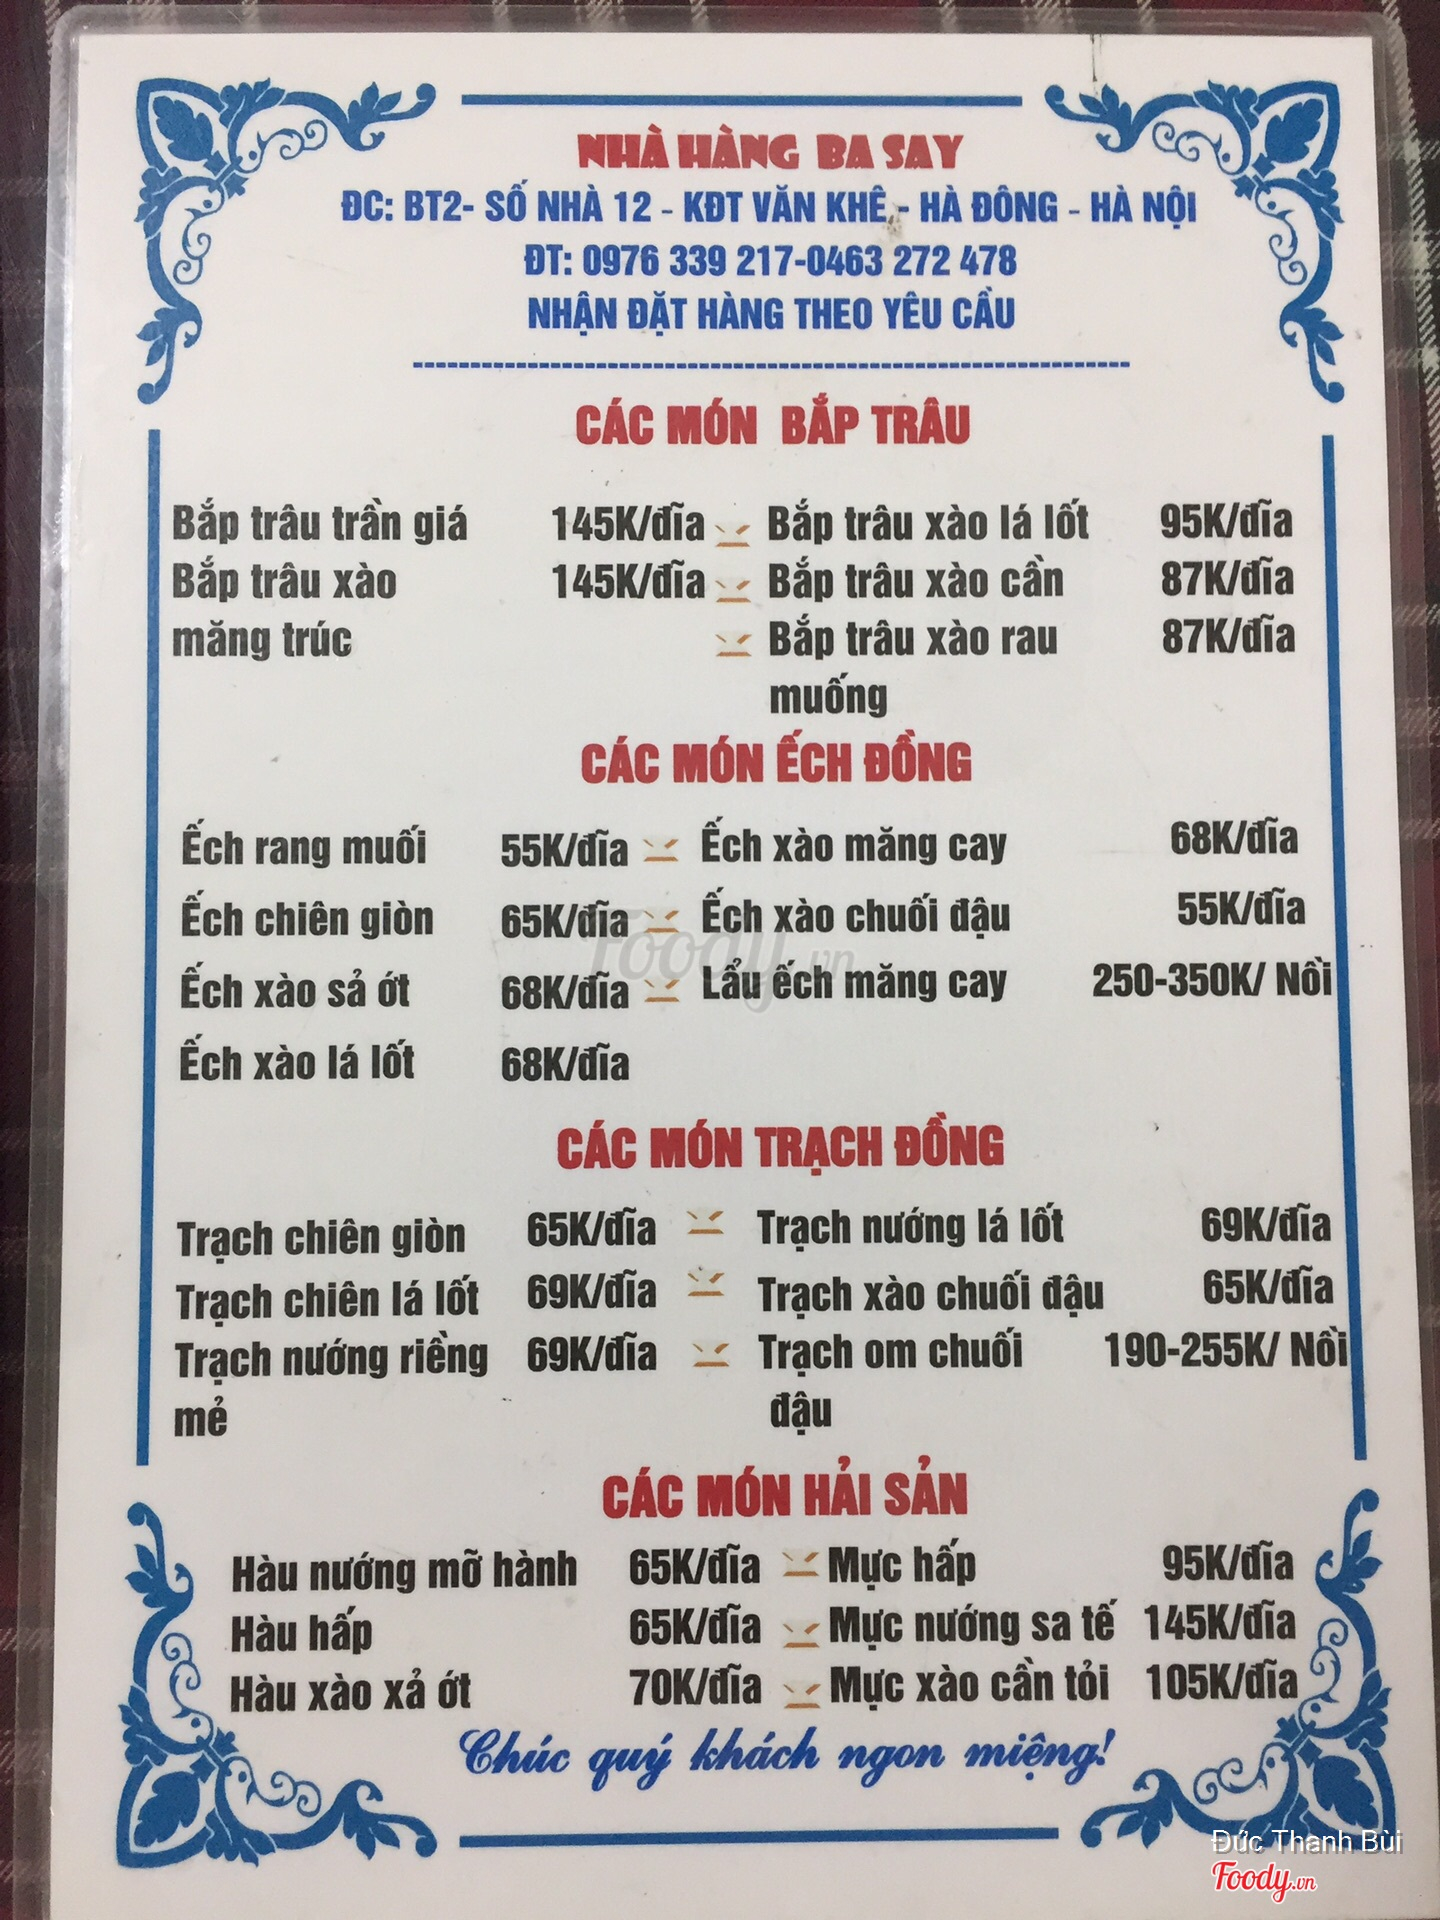 NHÀ HÀNG BA SAY
ĐC: BT2- SỐ NHÀ 12 - KĐT VĂN KHÊ - HÀ ĐÔNG - HÀ NỘI
ĐT: 0976 339 217-0463 272 478
NHẬN ĐẶT HÀNG THEO YÊU CẦU
CÁC MÓN BẮP TRÂU
Bắp trâu trần giá 145K/đĩa Bắp trâu xào lá lốt 95K/đĩa
Bắp trâu xào 145K/đĩa Bắp trâu xào cần 87K/đĩa
măng trúc Bắp trâu xào rau 87K/đĩa
muống
CÁC MÓN ẾCH ĐỒNG
Ếch rang muối 55K/đĩa Ếch xào măng cay 68K/đĩa
Ếch chiên giòn 65K/đĩa Ếch xào chuối đậu 55K/đĩa
Ếch xào sả ớt 68K/đĩa Lẩu ếch măng cay 250-350K/ Nồi
Ếch xào lá lốt 68K/đĩa
CÁC MÓN TRẠCH ĐỒNG
Trạch chiên giòn 65K/đĩa Trạch nướng lá lốt 69K/đĩa
Trạch chiên lá lốt 69K/đĩa Trạch xào chuối đậu 65K/đĩa
Trạch nướng riềng 69K/đĩa Trạch om chuối 190-255K/ Nồi
mẻ đậu
CÁC MÓN HẢI SẢN
Hàu nướng mỡ hành 65K/đĩa Mực hấp 95K/đĩa
Hàu hấp 65K/đĩa Mực nướng sa tế 145K/đĩa
Hàu xào xả ớt 70K/đĩa Mực xào cần tỏi 105K/đĩa
Chúc quý khách ngon miệng!
Foody.vn
Đức Thanh Bùi
Foody.vn